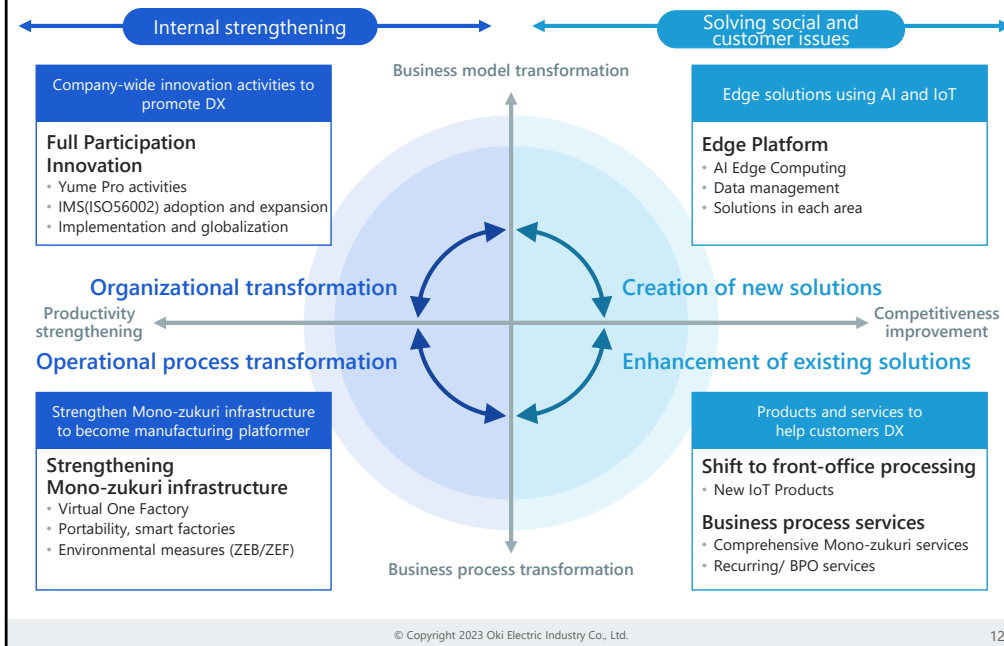 Internal strengthening
Solving social and
customer issues
Business model transformation
Company-wide innovation activities to
promote DX
Full Participation
Innovation
• Yume Pro activities
• IMS(ISO56002) adoption and expansion
• Implementation and globalization
Edge solutions using AI and IoT
Edge Platform
• AI Edge Computing
• Data management
• Solutions in each area
Organizational transformation
Creation of new solutions
Productivity
strengthening
Competitiveness
improvement
Operational process transformation
Enhancement of existing solutions
Strengthen Mono-zukuri infrastructure
to become manufacturing platformer
Strengthening
Mono-zukuri infrastructure
• Virtual One Factory
• Portability, smart factories
• Environmental measures (ZEB/ZEF)
Products and services to
help customers DX
Shift to front-office processing
• New IoT Products
Business process services
• Comprehensive Mono-zukuri services
• Recurring/ BPO services
Business process transformation
© Copyright 2023 Oki Electric Industry Co., Ltd.
12